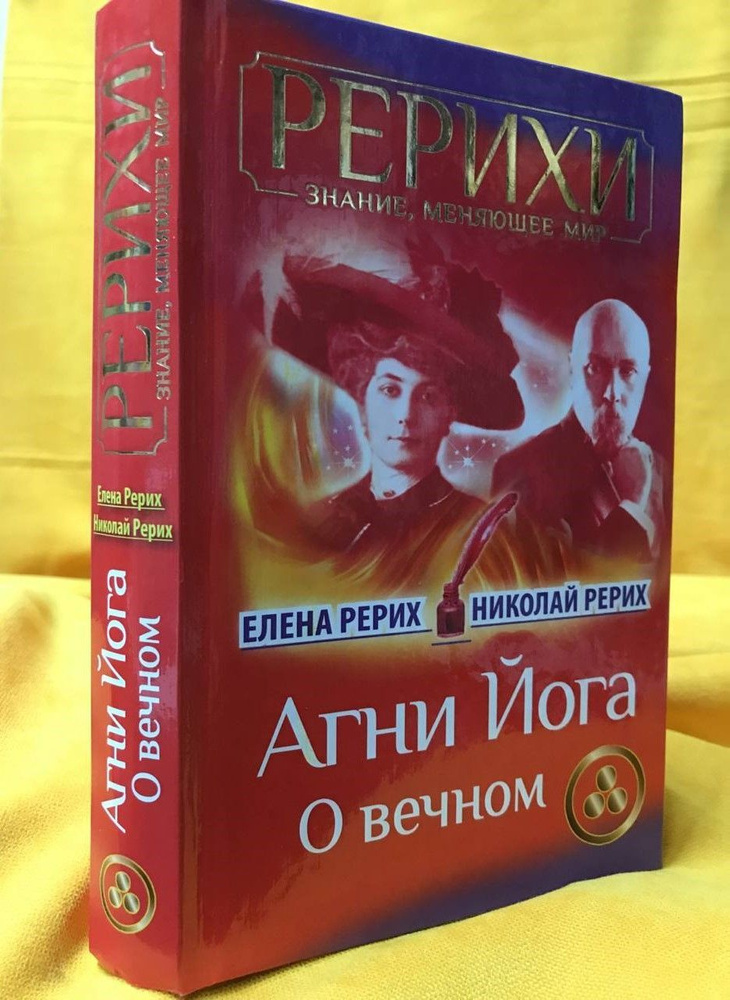 РЕРИХИ
ЗНАНИЕ, МЕНЯЮЩЕЕ МИР
Елена Рерих
Николай Рерих
Агни Йога
О вечном
РЕРИХИ
ЗНАНИЕ, МЕНЯЮЩЕЕ МИР
ЕЛЕНА РЕРИХ
НИКОЛАЙ РЕРИХ
Агни Йога
О вечном